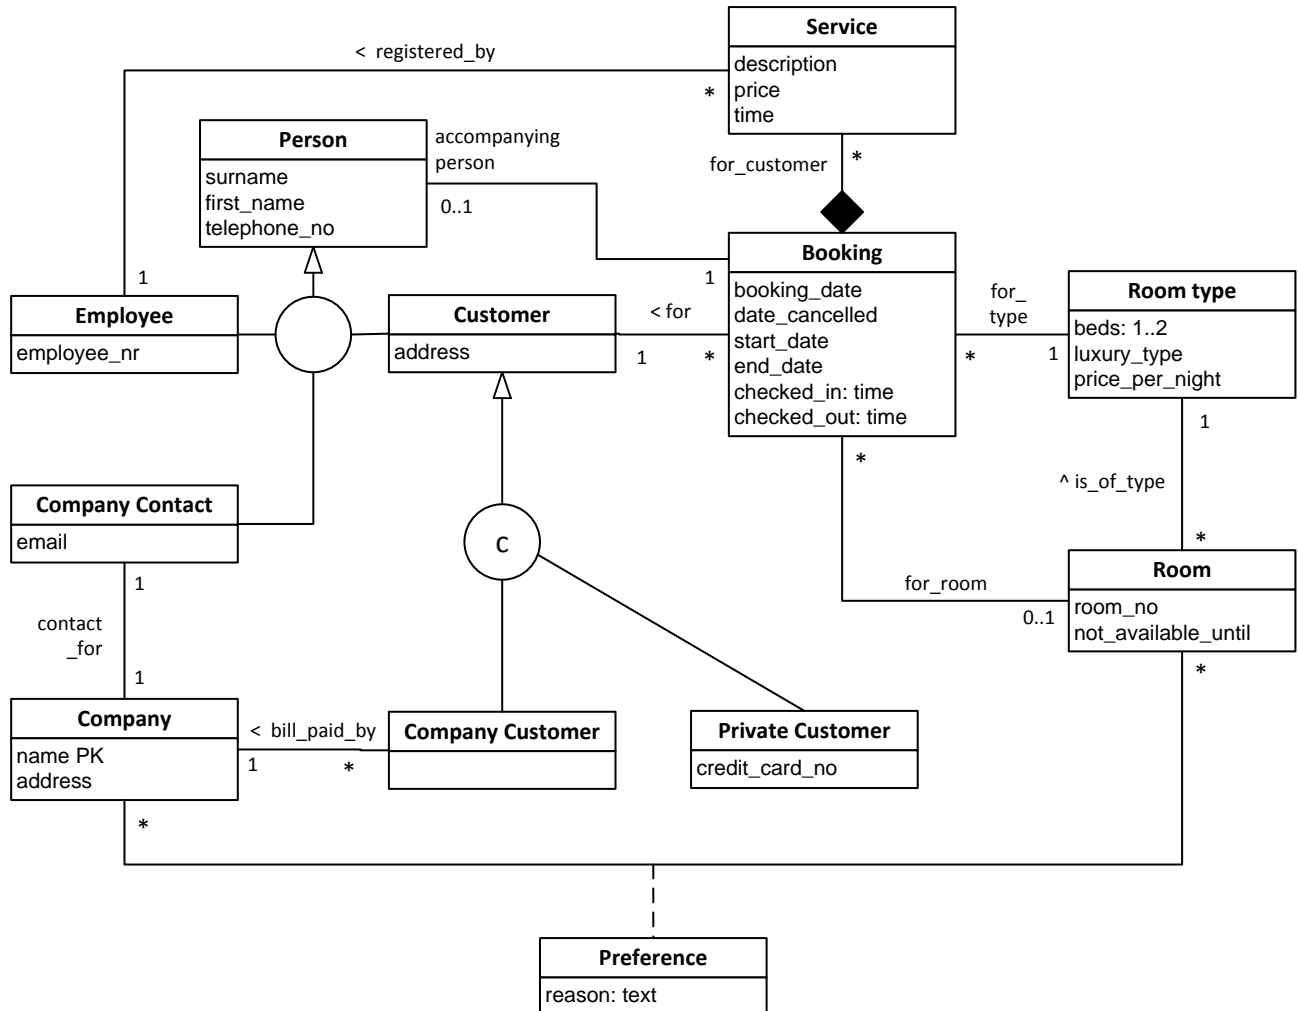 Service
description
price
time
< registered_by
*
Person
surname
first_name
telephone_no
accompanying
person
0..1
for_customer
*
1
Employee
employee_nr
Customer
address
< for
1
*
Booking
booking_date
date_cancelled
start_date
end_date
checked_in: time
checked_out: time
1
for_
type
*
1
Room type
beds: 1..2
luxury_type
price_per_night
1
^ is_of_type
*
*
Company Contact
email
1
contact
_for
1
C
for_room
0..1
Room
room_no
not_available_until
*
Company
name PK
address
*
< bill_paid_by
1
*
Company Customer
Private Customer
credit_card_no
Preference
reason: text